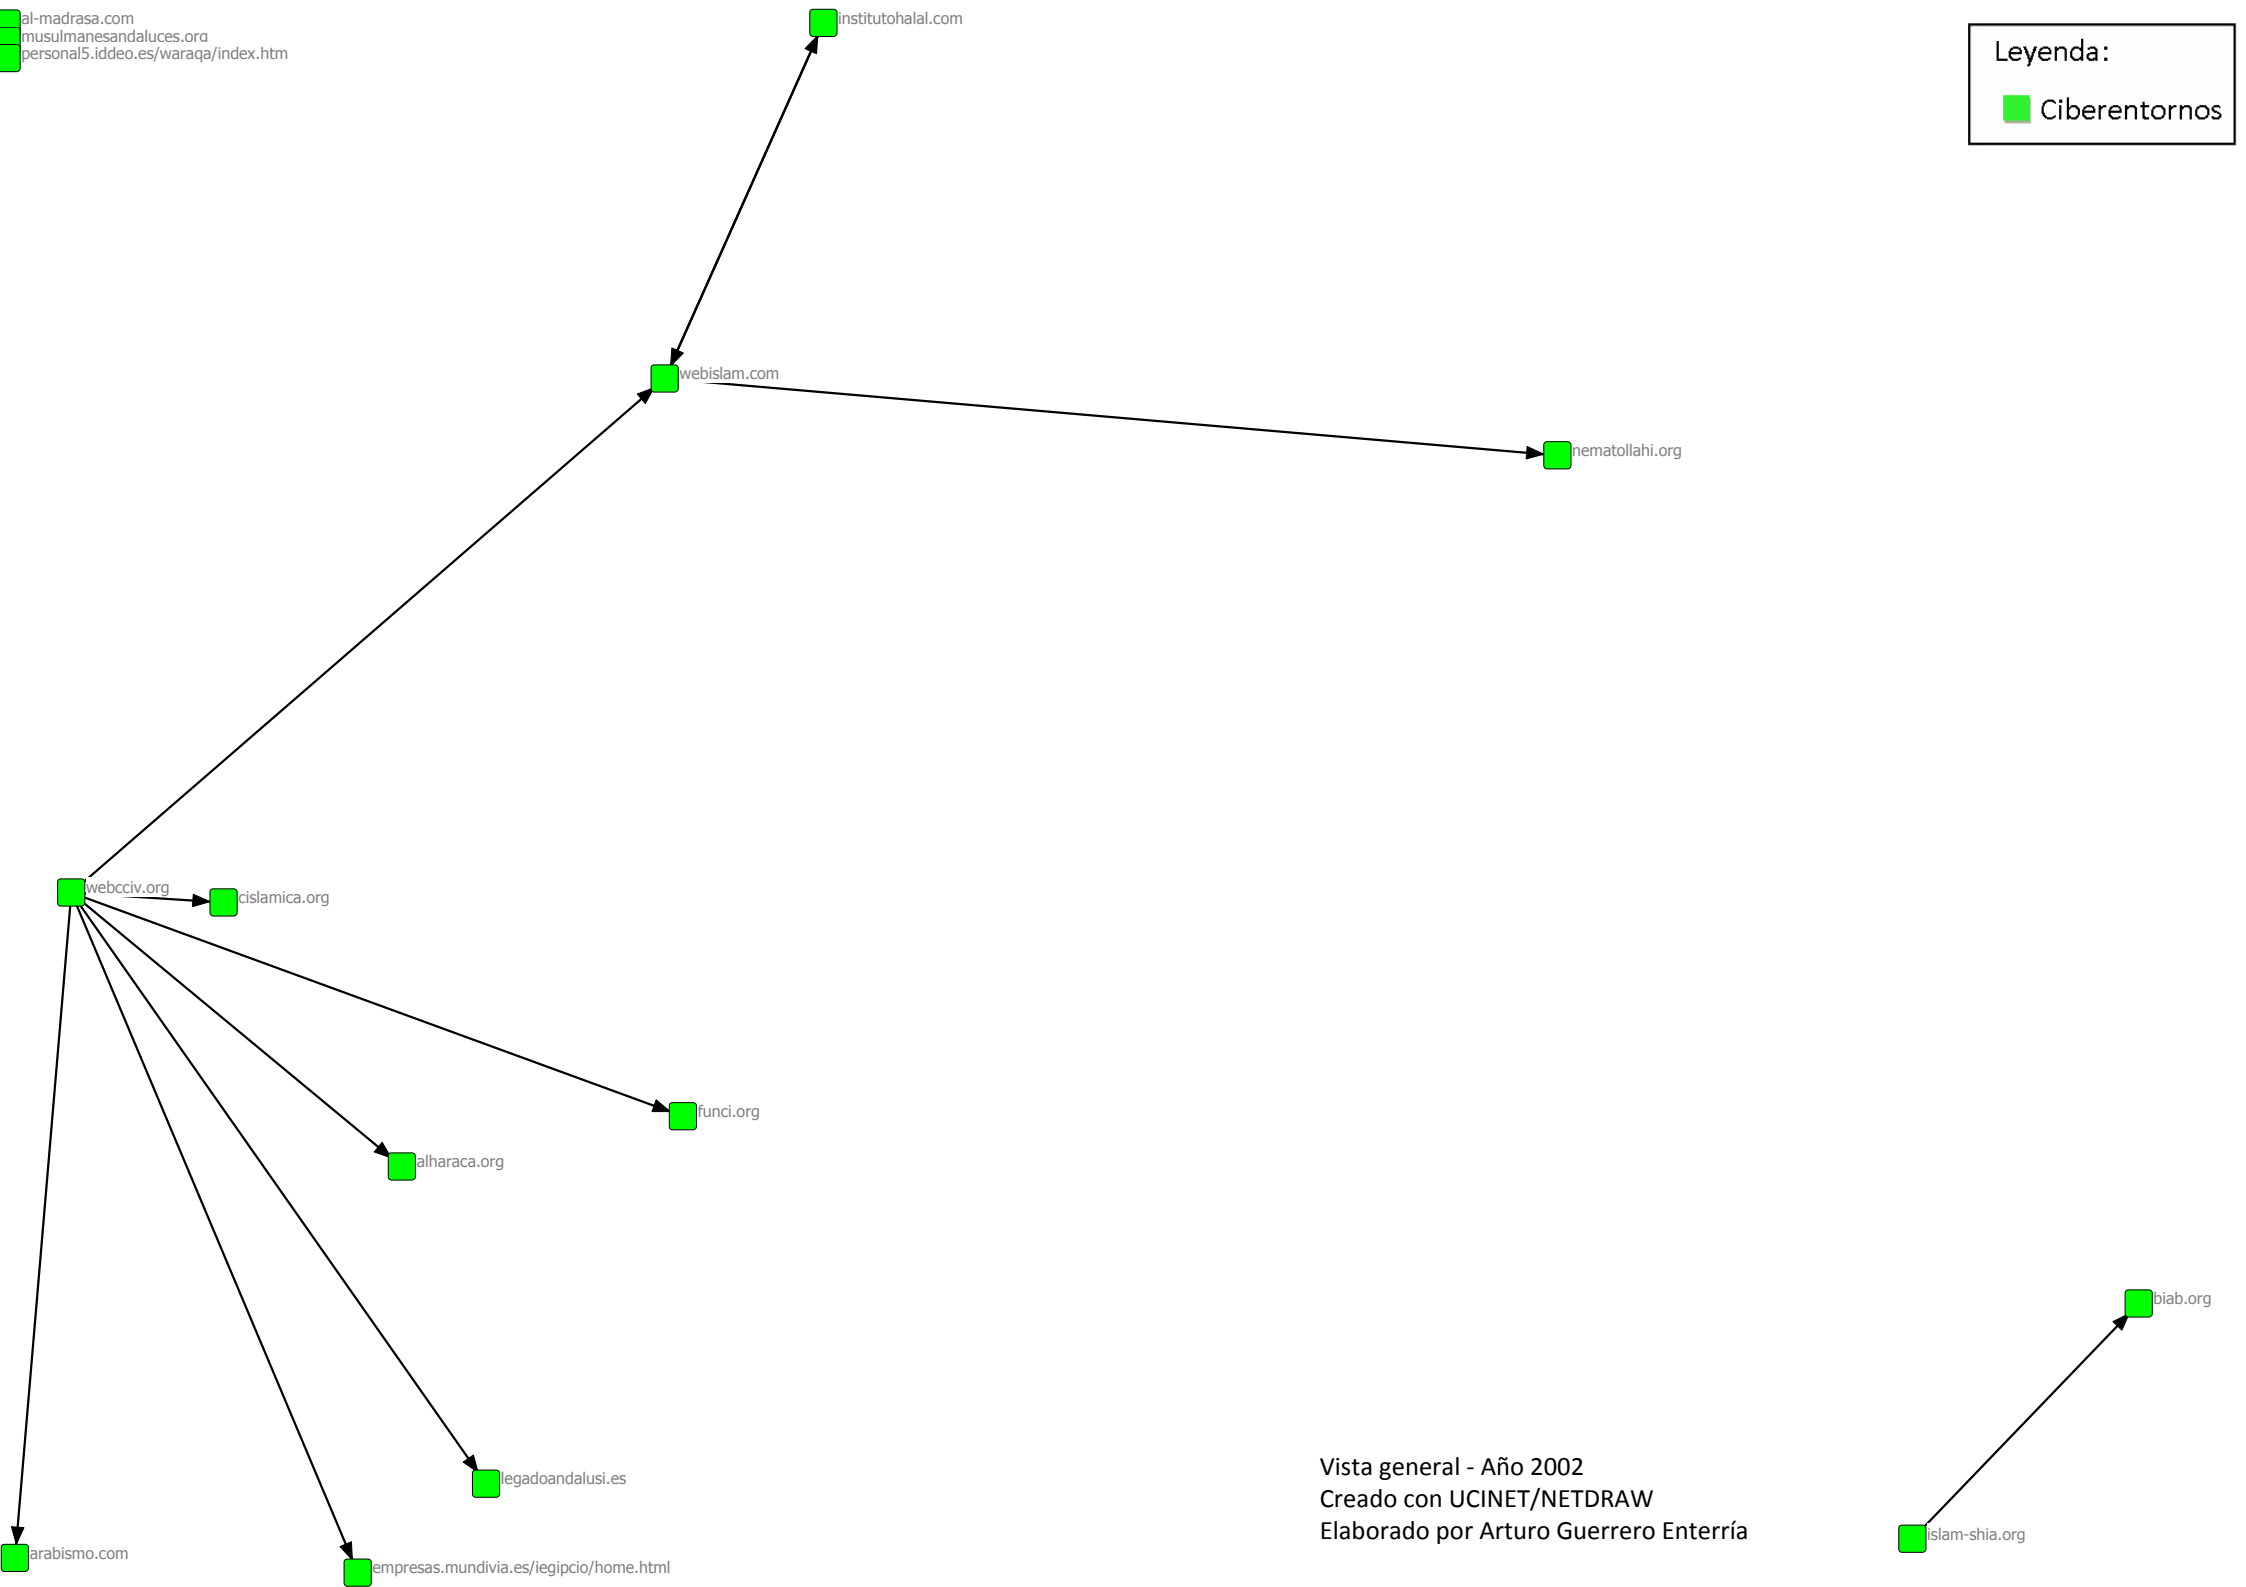 al-madrasa.com
musulmanesandaluces.org
personal5.iddeo.es/waraqa/index.htm
institutohalal.com
Leyenda:
Ciberentornos
webislam.com
nematollahi.org
webcciv.org
cislamica.org
funci.org
alharaca.org
biab.org
legadoandalusi.es
Vista general - Año 2002
Creado con UCINET/NETDRAW
Elaborado por Arturo Guerrero Enterría
islam-shia.org
arabismo.com
empresas.mundivia.es/iegipcio/home.html